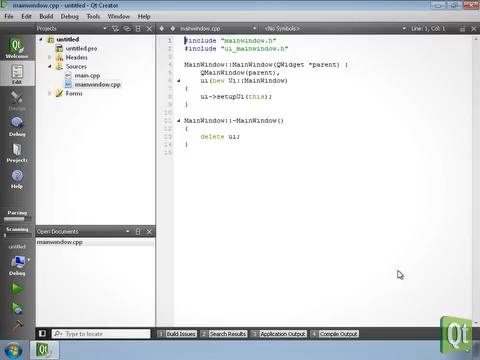 mainwindow.cpp - untitled - Qt Creator
File Edit Build Debug Tools Window Help
Projects
mainwindow.cpp
<No Symbols>
Line: 1, Col: 1
Welcome
Edit
Design
Debug
Projects
Help
Parsing
Scanning
untitled
Debug
untitled
untitled.pro
Headers
Sources
main.cpp
mainwindow.cpp
Forms
Open Documents
mainwindow.cpp
1 #include "mainwindow.h"
2 #include "ui_mainwindow.h"
3
4 MainWindow::MainWindow(QWidget *parent) :
5 QMainWindow(parent),
6 ui(new Ui::MainWindow)
7 {
8 ui->setupUi(this);
9 }
10
11 MainWindow::~MainWindow()
12 {
13 delete ui;
14 }
15
Type to locate
1 Build Issues
2 Search Results
3 Application Output
4 Compile Output
Qt